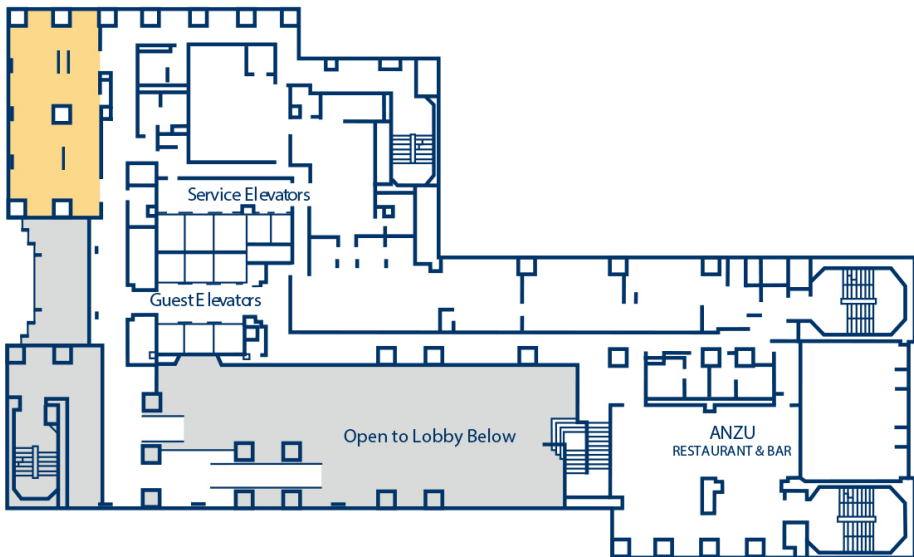 Service Elevators
Guest Elevators
Open to Lobby Below
ANZU
RESTAURANT & BAR